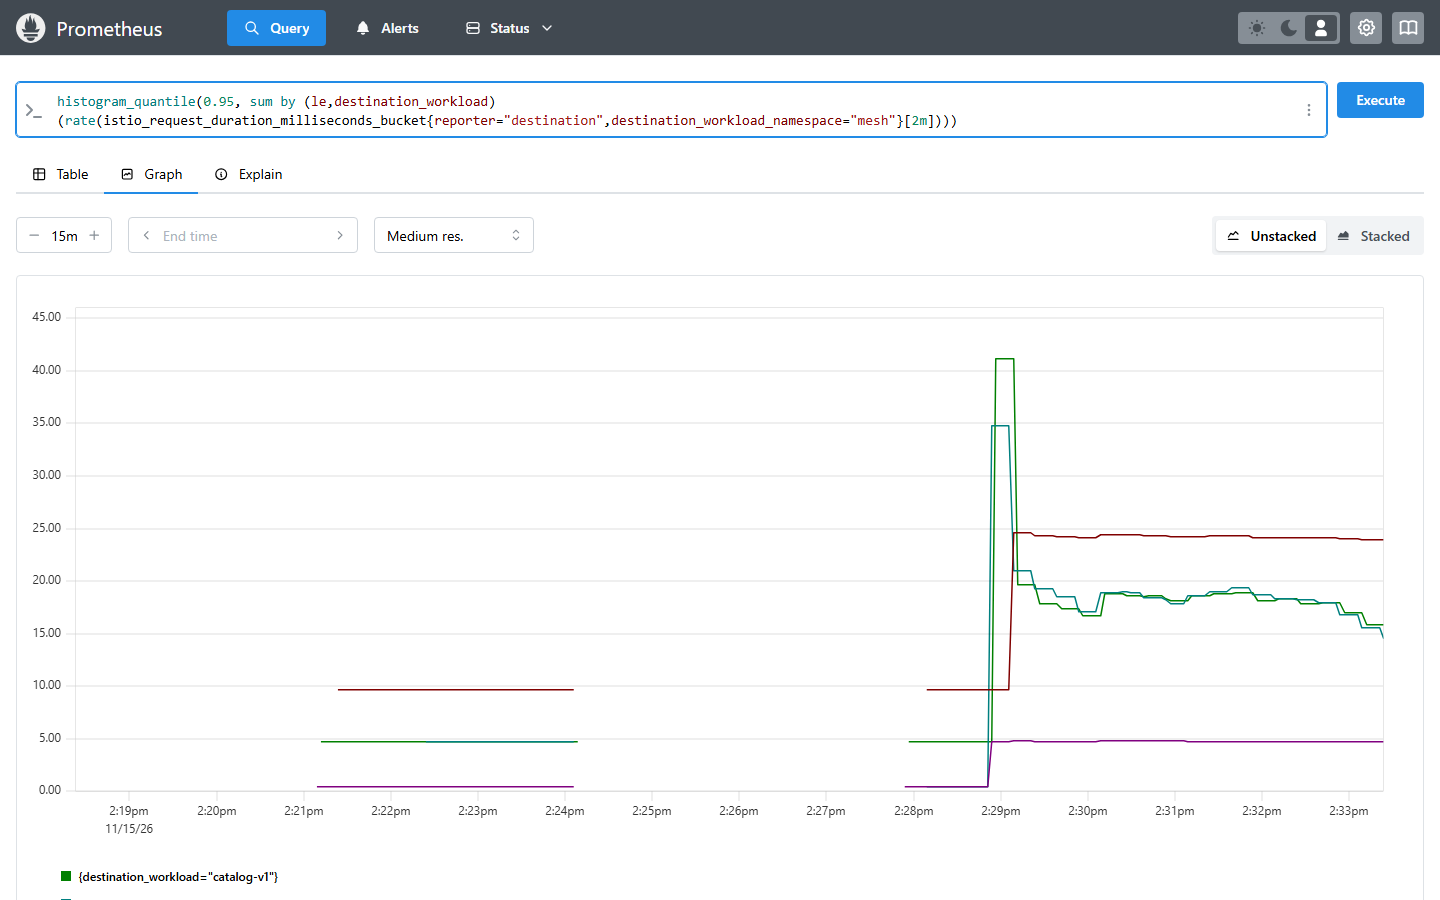 Prometheus
Query
Alerts
Status
histogram_quantile(0.95, sum by (le,destination_workload)
(rate(istio_request_duration_milliseconds_bucket{reporter="destination",destination_workload_namespace="mesh"}[2m])))
Execute
Table
Graph
Explain
15m
End time
Medium res.
Unstacked
Stacked
45.00
40.00
35.00
30.00
25.00
20.00
15.00
10.00
5.00
0.00
2:19pm
11/15/26
2:20pm
2:21pm
2:22pm
2:23pm
2:24pm
2:25pm
2:26pm
2:27pm
2:28pm
2:29pm
2:30pm
2:31pm
2:32pm
2:33pm
{destination_workload="catalog-v1"}